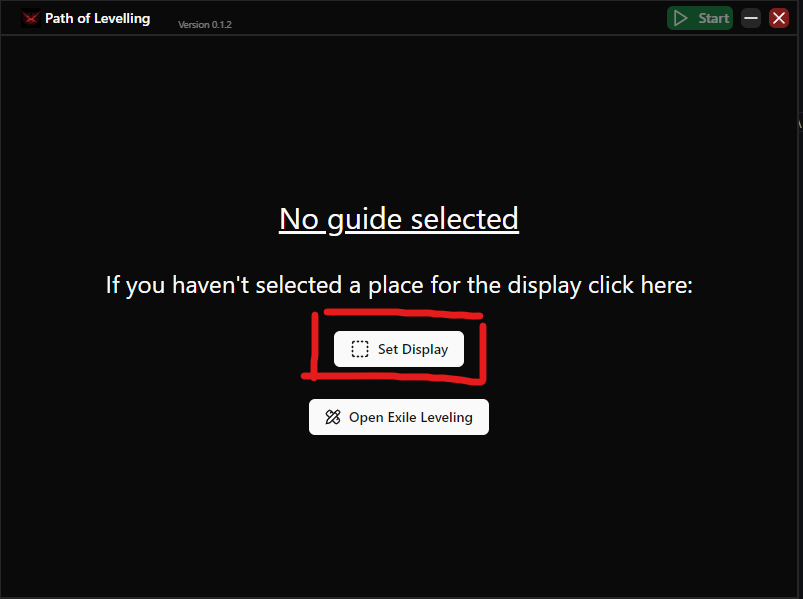 Path of Levelling
Version 0.1.2
Start
No guide selected
If you haven't selected a place for the display click here:
Set Display
Open Exile Leveling